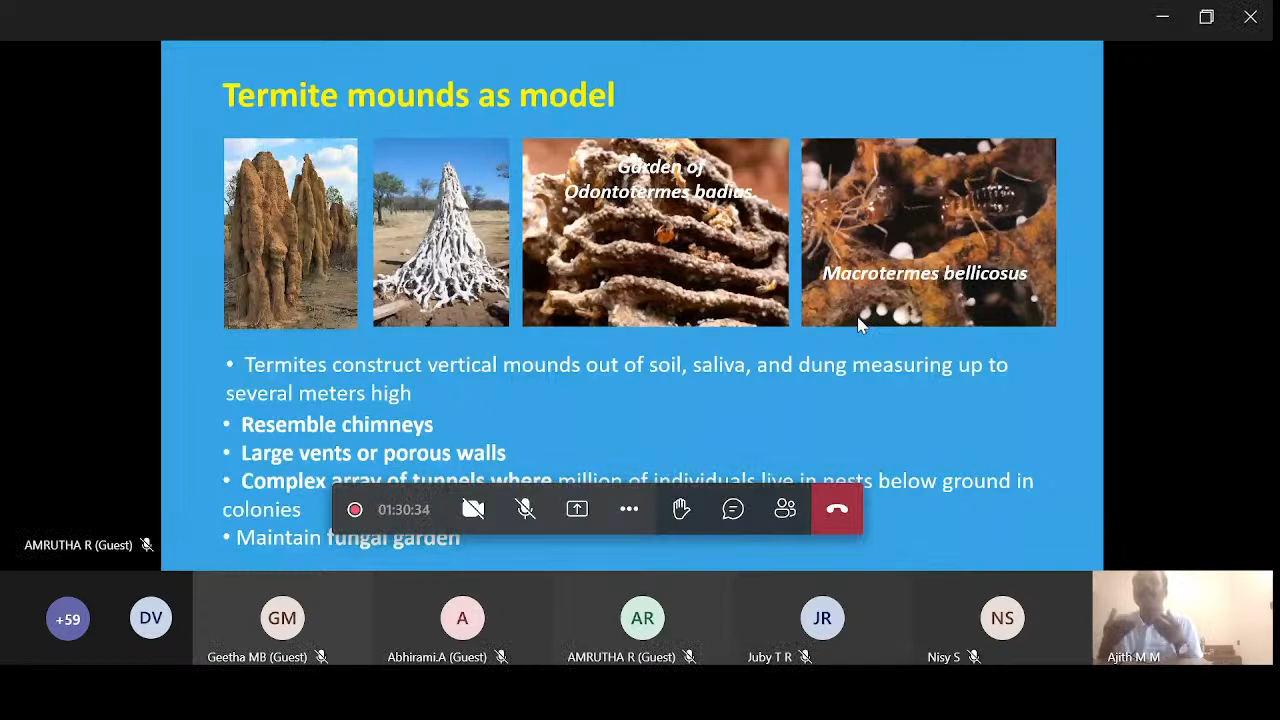 Termite mounds as model
Garden of
Odontotermes badius
Macrotermes bellicosus
• Termites construct vertical mounds out of soil, saliva, and dung measuring up to
several meters high
• Resemble chimneys
• Large vents or porous walls
• Complex array of tunnels where million of individuals live in nests below ground in
colonies
01:30:34
• Maintain fungal garden
AMRUTHA R (Guest)
+59
DV
GM
A
AR
JR
NS
Geetha MB (Guest)
Abhirami.A (Guest)
AMRUTHA R (Guest)
Juby T R
Nisy S
Ajith M M